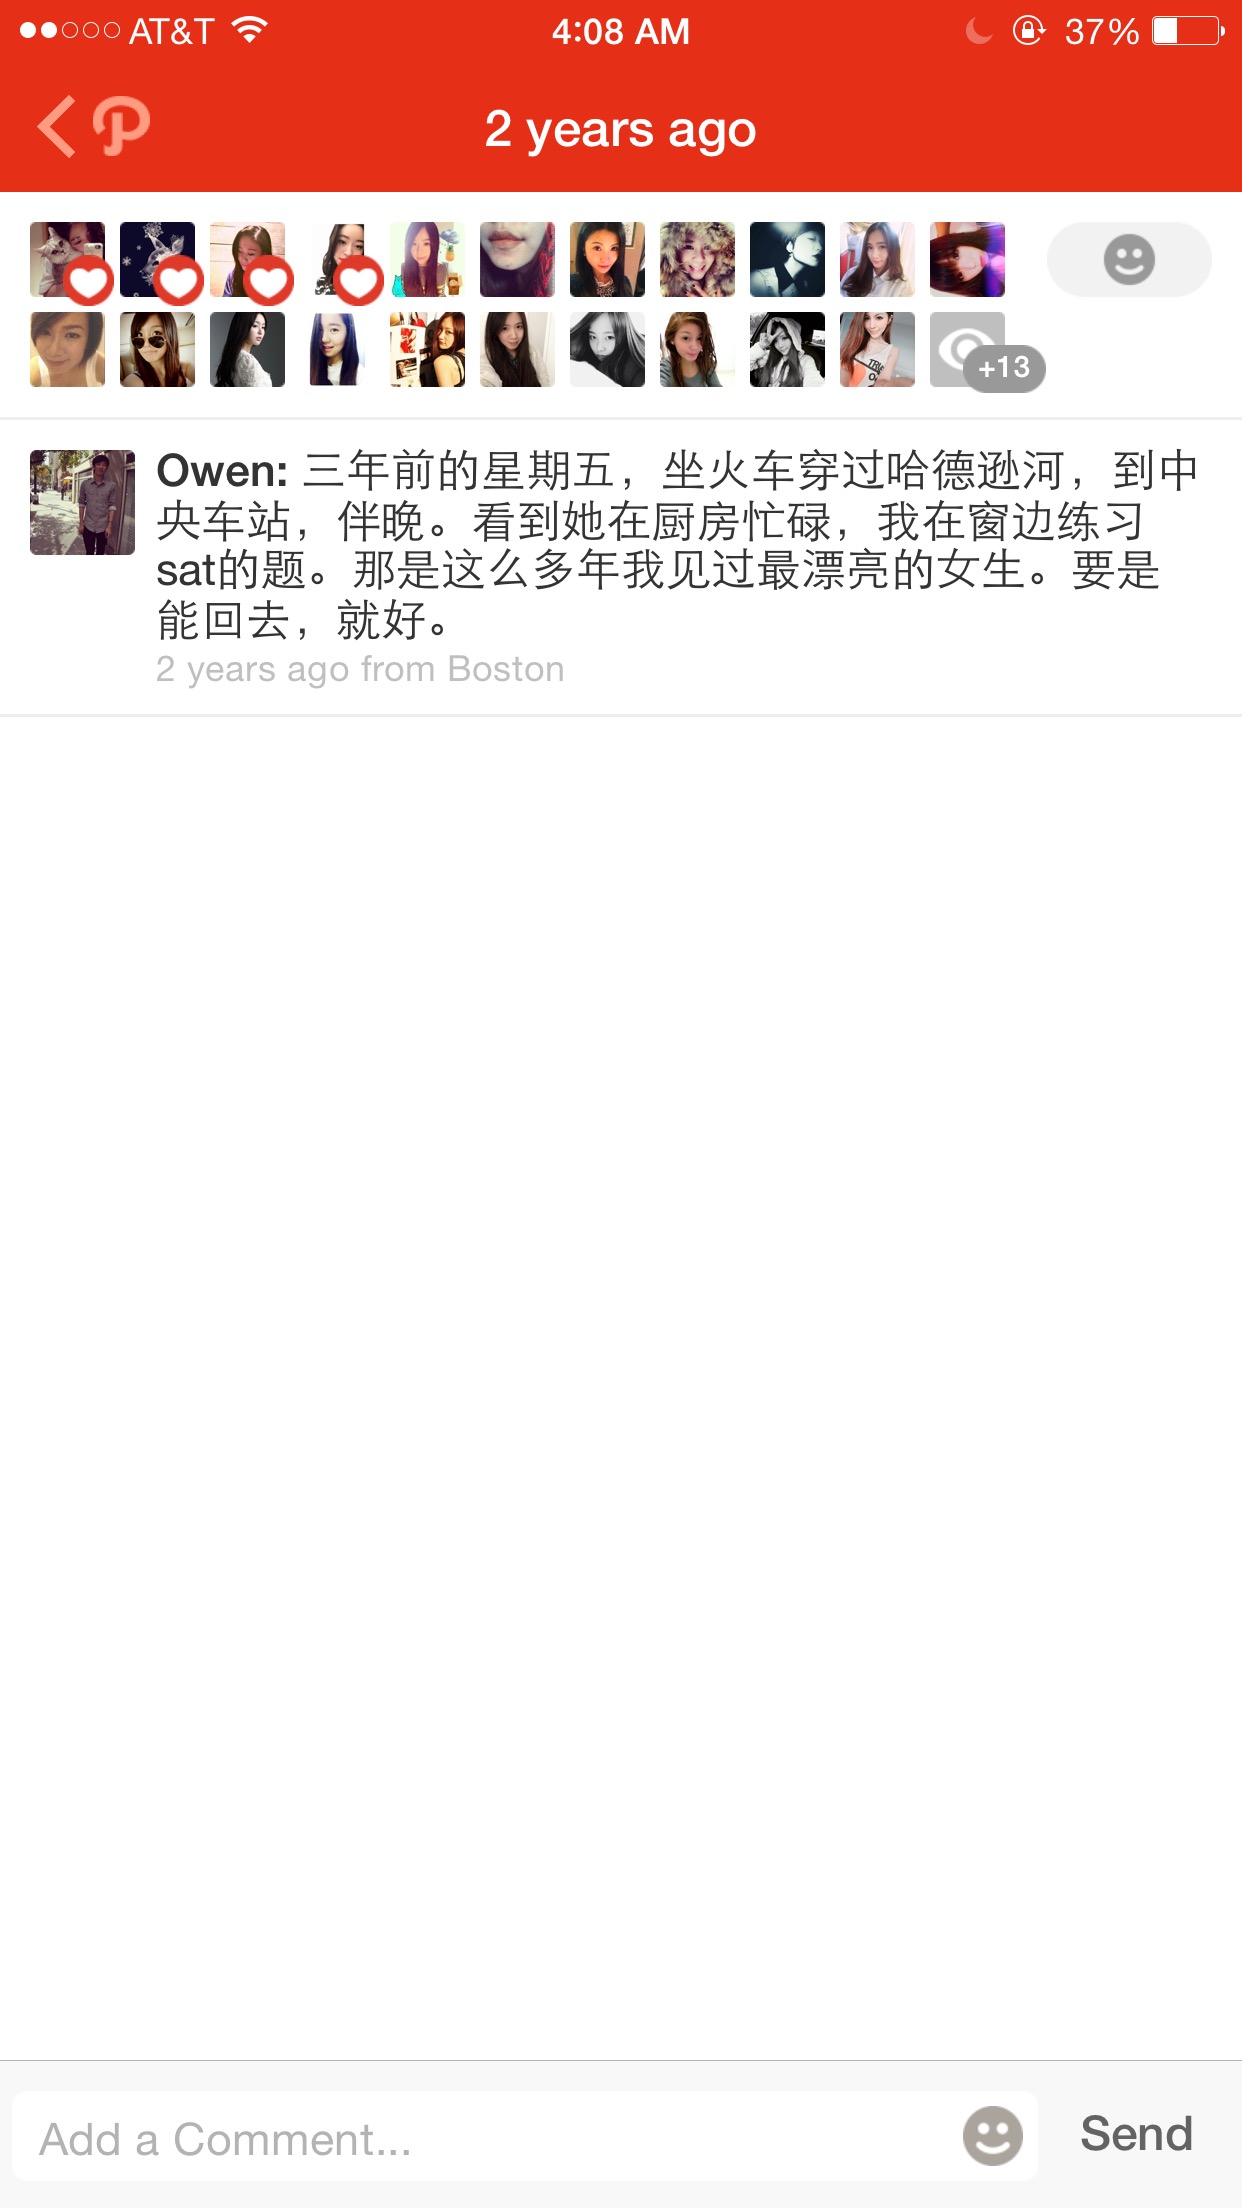 AT&T 4:08 AM 37%
2 years ago
+13
Owen: 三年前的星期五，坐火车穿过哈德逊河，到中
央车站，伴晚。看到她在厨房忙碌，我在窗边练习
sat的题。那是这么多年我见过最漂亮的女生。要是
能回去，就好。
2 years ago from Boston
Add a Comment...
Send